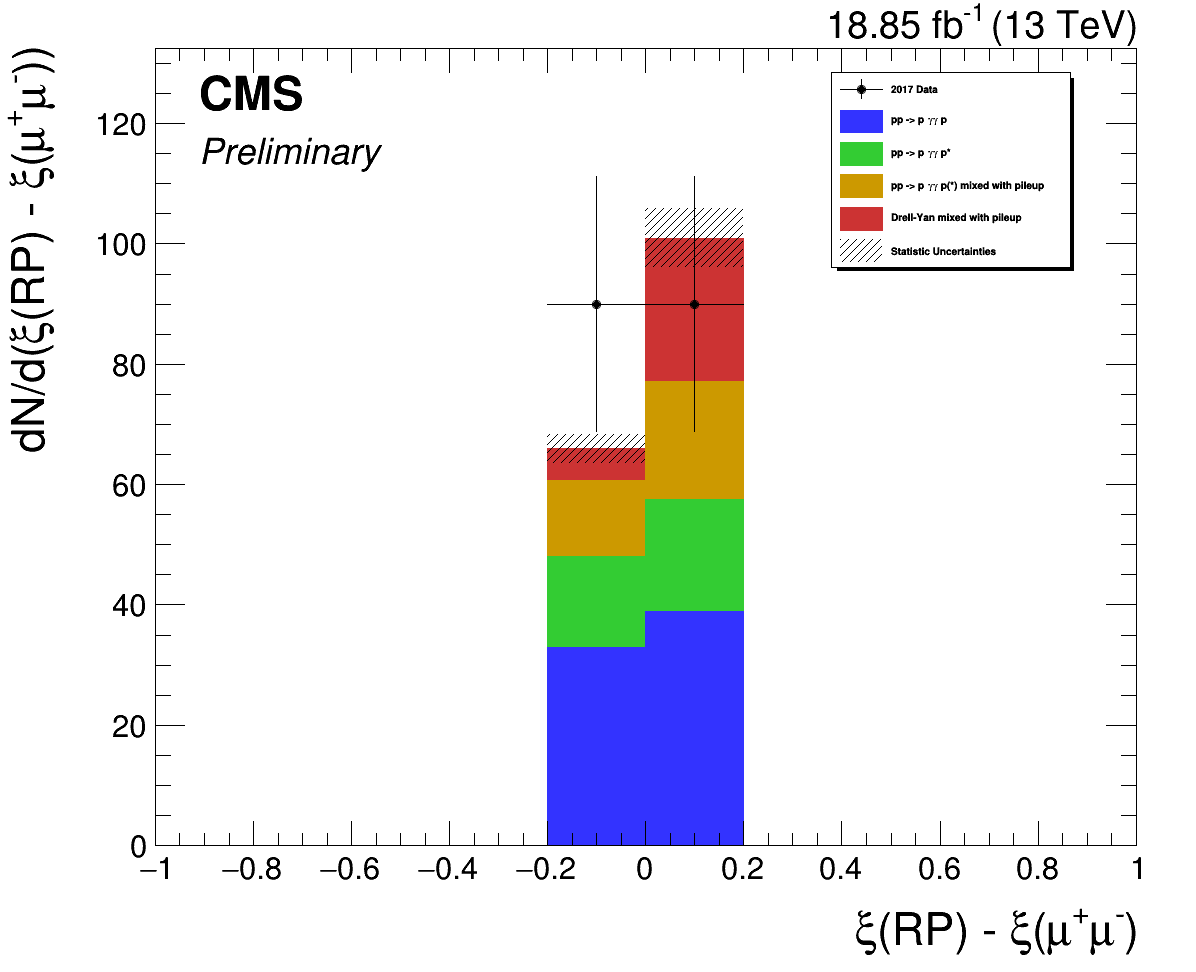 18.85 fb⁻¹ (13 TeV)
CMS
Preliminary
2017 Data
pp -> p γγ p
pp -> p γγ p*
pp -> p γγ p(*) mixed with pileup
Drell-Yan mixed with pileup
Statistic Uncertainties
dN/d(ξ(RP) - ξ(μ⁺μ⁻))
120
100
80
60
40
20
0
−1 −0.8 −0.6 −0.4 −0.2 0 0.2 0.4 0.6 0.8 1
ξ(RP) - ξ(μ⁺μ⁻)